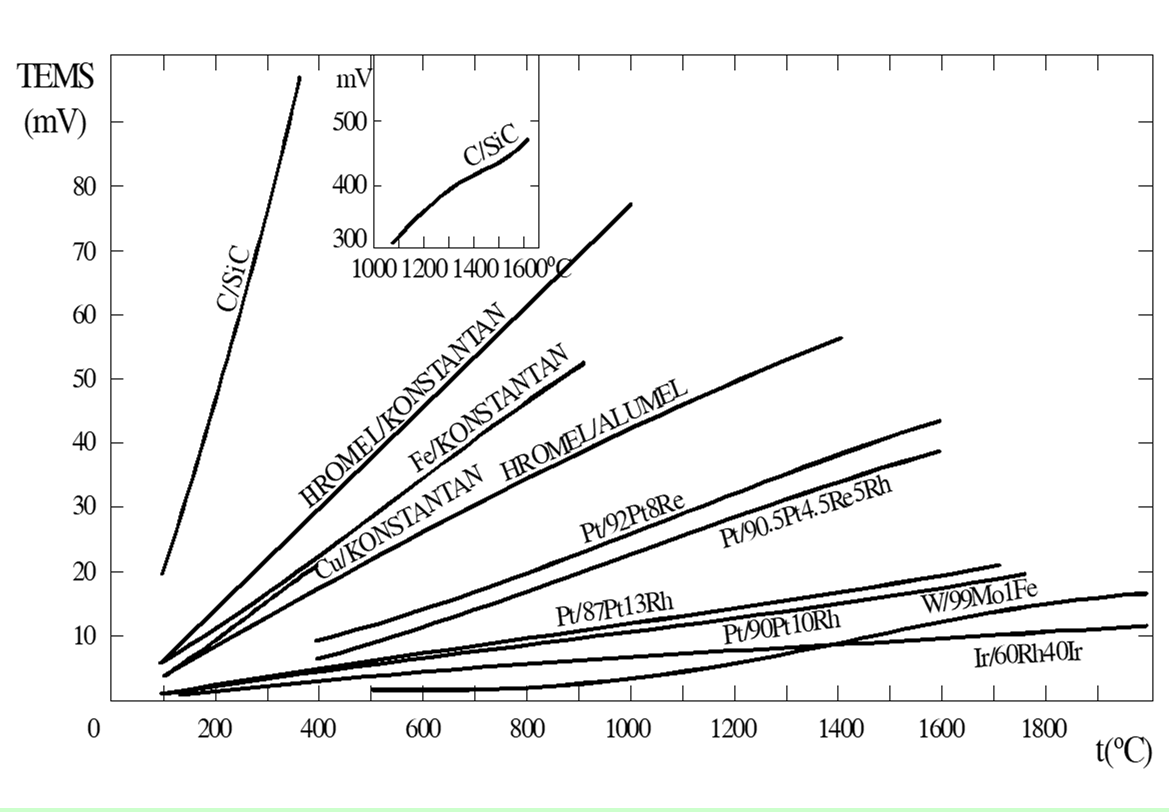 TEMS
(mV)
80
70
60
50
40
30
20
10
0
200
400
600
800
1000
1200
1400
1600
1800
t(ºC)
mV
500
400
300
1000 1200 1400 1600ºC
C/SiC
C/SiC
HROMEL/KONSTANTAN
Fe/KONSTANTAN
Cu/KONSTANTAN
HROMEL/ALUMEL
Pt/92Pt8Re
Pt/90.5Pt4.5Re5Rh
Pt/87Pt13Rh
Pt/90Pt10Rh
W/99Mo1Fe
Ir/60Rh40Ir